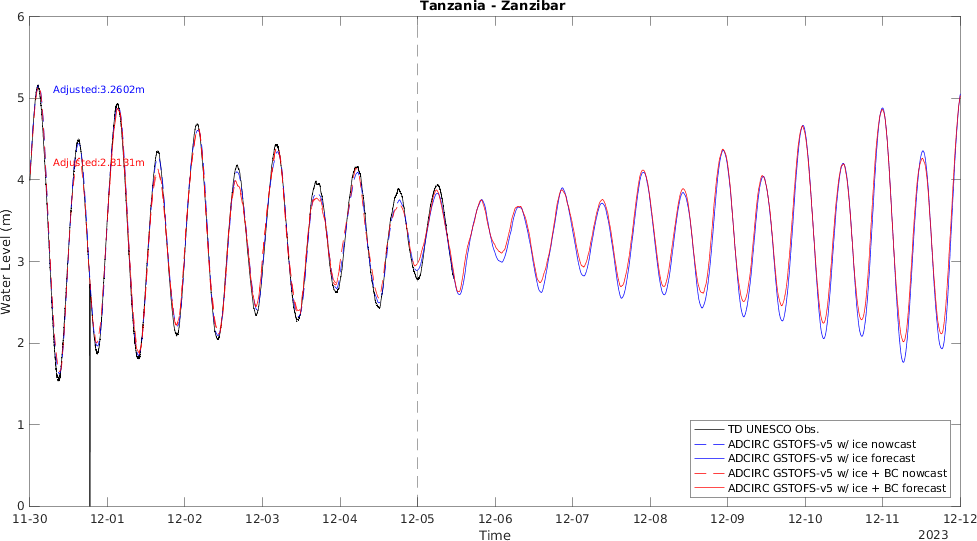 Tanzania - Zanzibar
6
5
4
3
2
1
0
Water Level (m)
Adjusted:3.2602m
Adjusted:2.8131m
TD UNESCO Obs.
ADCIRC GSTOFS-v5 w/ ice nowcast
ADCIRC GSTOFS-v5 w/ ice forecast
ADCIRC GSTOFS-v5 w/ ice + BC nowcast
ADCIRC GSTOFS-v5 w/ ice + BC forecast
11-30 12-01 12-02 12-03 12-04 12-05 12-06 12-07 12-08 12-09 12-10 12-11 12-12
2023
Time